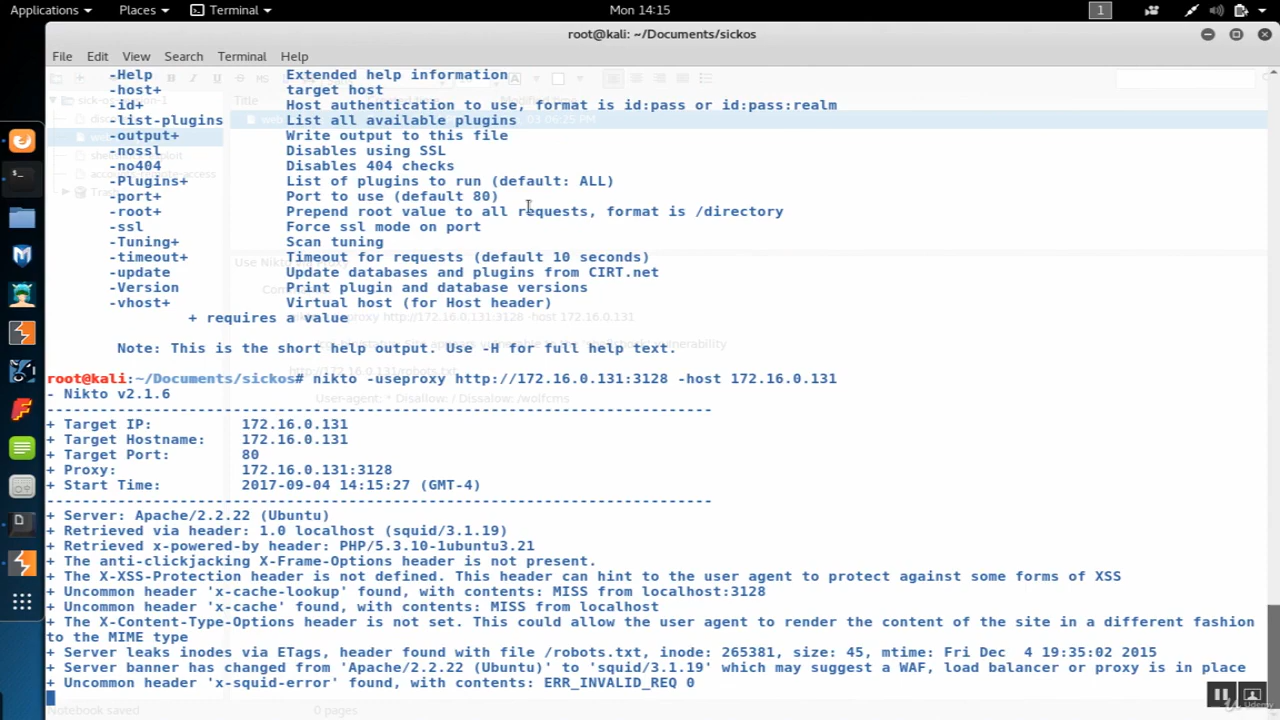 Applications Places Terminal Mon 14:15 1
root@kali: ~/Documents/sickos
File Edit View Search Terminal Help
-Help Extended help information
-host+ target host
-id+ Host authentication to use, format is id:pass or id:pass:realm
-list-plugins List all available plugins
-output+ Write output to this file
-nossl Disables using SSL
-no404 Disables 404 checks
-Plugins+ List of plugins to run (default: ALL)
-port+ Port to use (default 80)
-root+ Prepend root value to all requests, format is /directory
-ssl Force ssl mode on port
-Tuning+ Scan tuning
-timeout+ Timeout for requests (default 10 seconds)
-update Update databases and plugins from CIRT.net
-Version Print plugin and database versions
-vhost+ Virtual host (for Host header)
+ requires a value
Note: This is the short help output. Use -H for full help text.
root@kali:~/Documents/sickos# nikto -useproxy http://172.16.0.131:3128 -host 172.16.0.131
- Nikto v2.1.6
---------------------------------------------------------------------------
+ Target IP: 172.16.0.131
+ Target Hostname: 172.16.0.131
+ Target Port: 80
+ Proxy: 172.16.0.131:3128
+ Start Time: 2017-09-04 14:15:27 (GMT-4)
---------------------------------------------------------------------------
+ Server: Apache/2.2.22 (Ubuntu)
+ Retrieved via header: 1.0 localhost (squid/3.1.19)
+ Retrieved x-powered-by header: PHP/5.3.10-1ubuntu3.21
+ The anti-clickjacking X-Frame-Options header is not present.
+ The X-XSS-Protection header is not defined. This header can hint to the user agent to protect against some forms of XSS
+ Uncommon header 'x-cache-lookup' found, with contents: MISS from localhost:3128
+ Uncommon header 'x-cache' found, with contents: MISS from localhost
+ The X-Content-Type-Options header is not set. This could allow the user agent to render the content of the site in a different fashion
to the MIME type
+ Server leaks inodes via ETags, header found with file /robots.txt, inode: 265381, size: 45, mtime: Fri Dec  4 19:35:02 2015
+ Server banner has changed from 'Apache/2.2.22 (Ubuntu)' to 'squid/3.1.19' which may suggest a WAF, load balancer or proxy is in place
+ Uncommon header 'x-squid-error' found, with contents: ERR_INVALID_REQ 0
Notebook saved 0 pages
Udemy